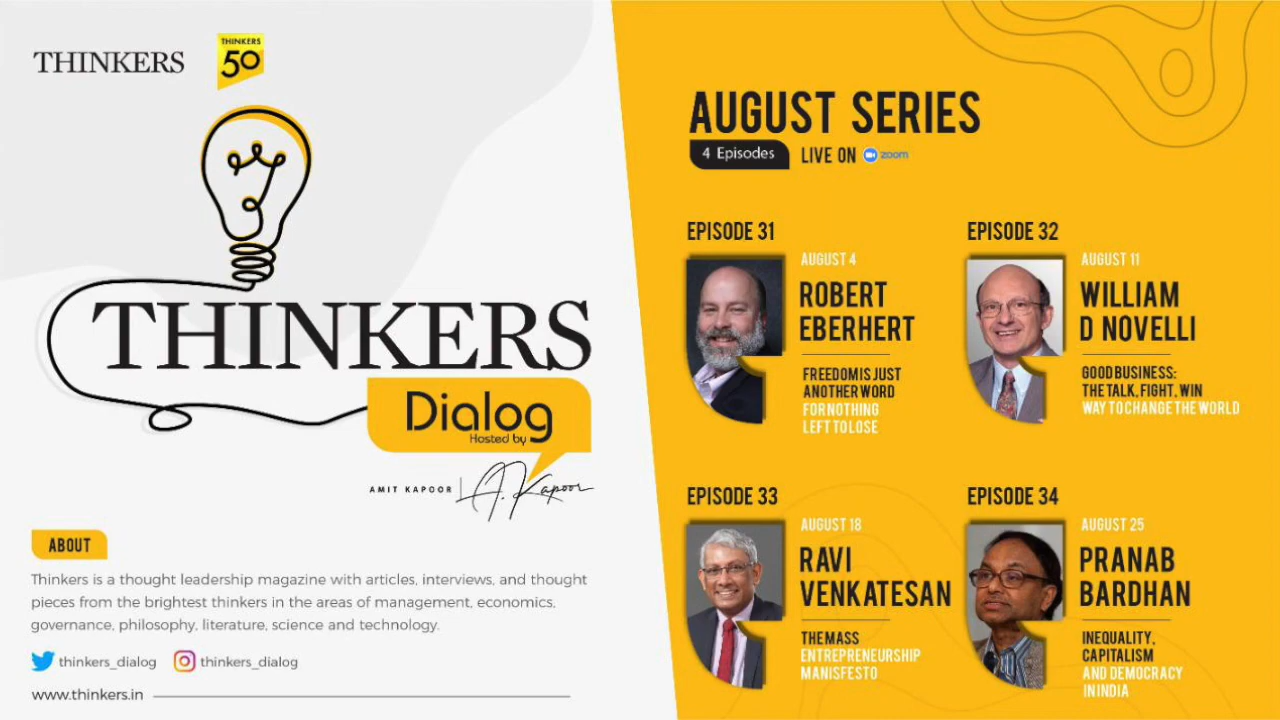 THINKERS
THINKERS
50
THINKERS
Dialog
Hosted by
AMIT KAPOOR
A. Kapoor
ABOUT
Thinkers is a thought leadership magazine with articles, interviews, and thought
pieces from the brightest thinkers in the areas of management, economics,
governance, philosophy, literature, science and technology.
thinkers_dialog
thinkers_dialog
www.thinkers.in
AUGUST SERIES
4 Episodes
LIVE ON zoom
EPISODE 31
AUGUST 4
ROBERT
EBERHERT
FREEDOM IS JUST
ANOTHER WORD
FOR NOTHING
LEFT TO LOSE
EPISODE 32
AUGUST 11
WILLIAM
D NOVELLI
GOOD BUSINESS:
THE TALK, FIGHT, WIN
WAY TO CHANGE THE WORLD
EPISODE 33
AUGUST 18
RAVI
VENKATESAN
THE MASS
ENTREPRENEURSHIP
MANISFESTO
EPISODE 34
AUGUST 25
PRANAB
BARDHAN
INEQUALITY,
CAPITALISM
AND DEMOCRACY
IN INDIA